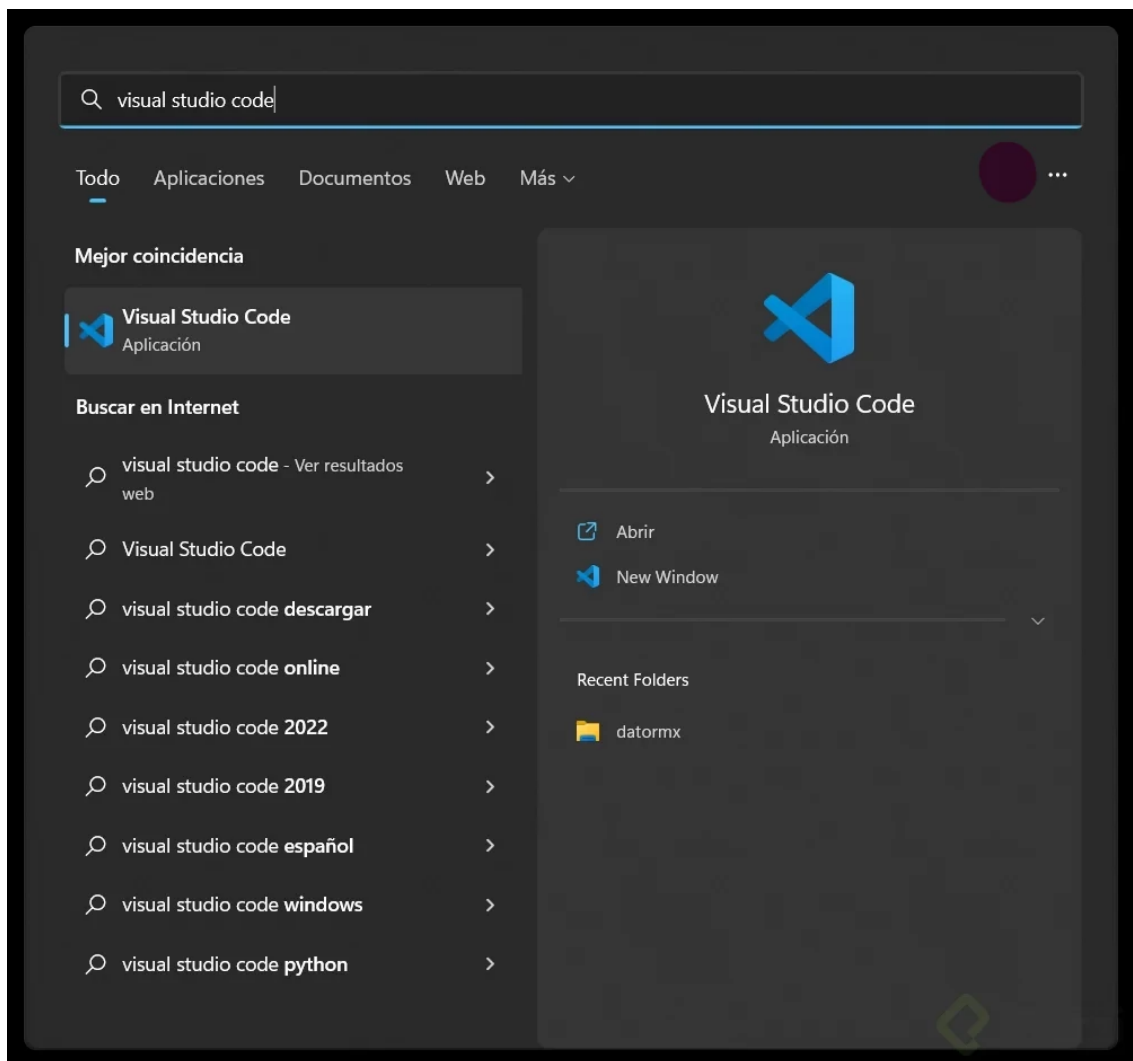 visual studio code
Todo Aplicaciones Documentos Web Más
Mejor coincidencia
Visual Studio Code
Aplicación
Buscar en Internet
visual studio code - Ver resultados
web
Visual Studio Code
visual studio code descargar
visual studio code online
visual studio code 2022
visual studio code 2019
visual studio code español
visual studio code windows
visual studio code python
Visual Studio Code
Aplicación
Abrir
New Window
Recent Folders
datormx